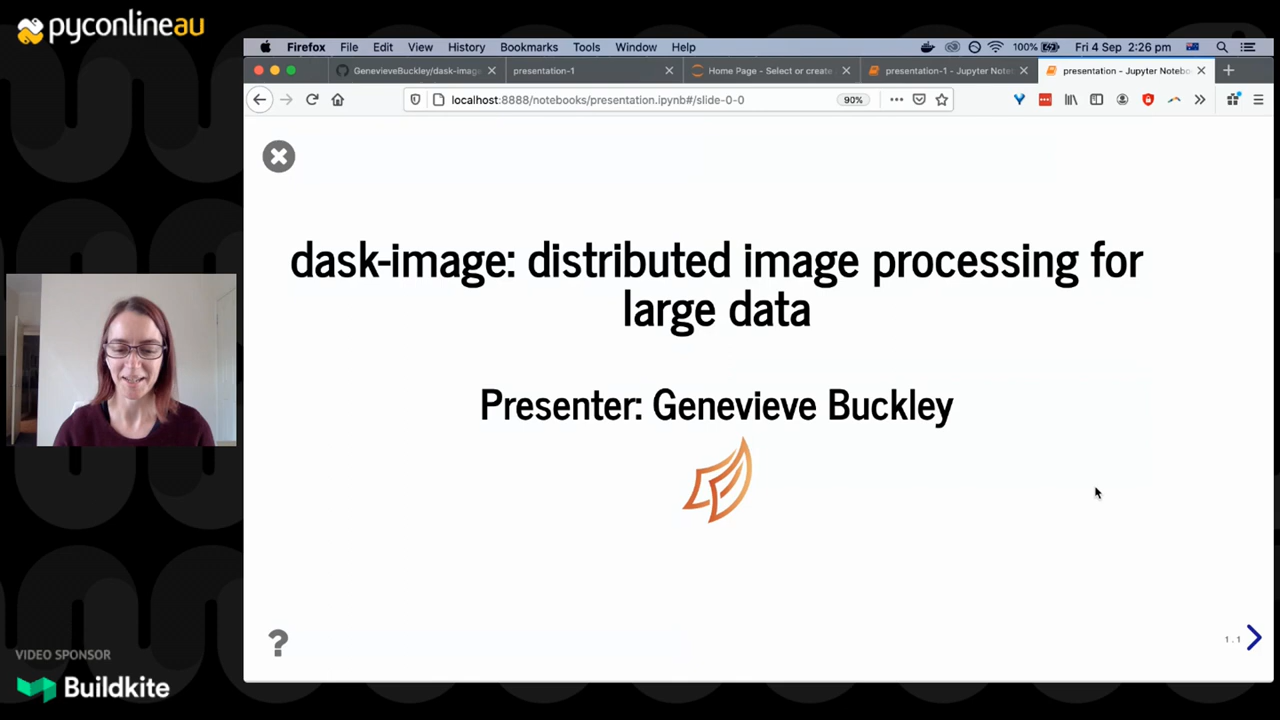 pyconlineau
Firefox File Edit View History Bookmarks Tools Window Help 100% Fri 4 Sep 2:26 pm
GenevieveBuckley/dask-image presentation-1 Home Page - Select or create presentation-1 - Jupyter Note presentation - Jupyter Notebo
localhost:8888/notebooks/presentation.ipynb#/slide-0-0 90%
dask-image: distributed image processing for
large data
Presenter: Genevieve Buckley
?
1.1
VIDEO SPONSOR
Buildkite